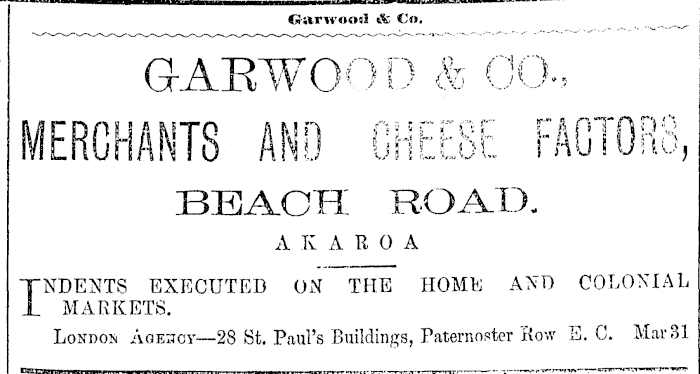 Garwood & Co.
GARWOOD & CO.,
MERCHANTS AND CHEESE FACTORS,
BEACH ROAD.
AKAROA
INDENTS EXECUTED ON THE HOME AND COLONIAL
MARKETS.
LONDON AGENCY—28 St. Paul's Buildings, Paternoster Row E. C. Mar 31